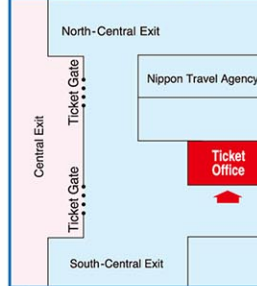 North-Central Exit
Ticket Gate
Nippon Travel Agency
Central Exit
Ticket
Office
Ticket Gate
South-Central Exit